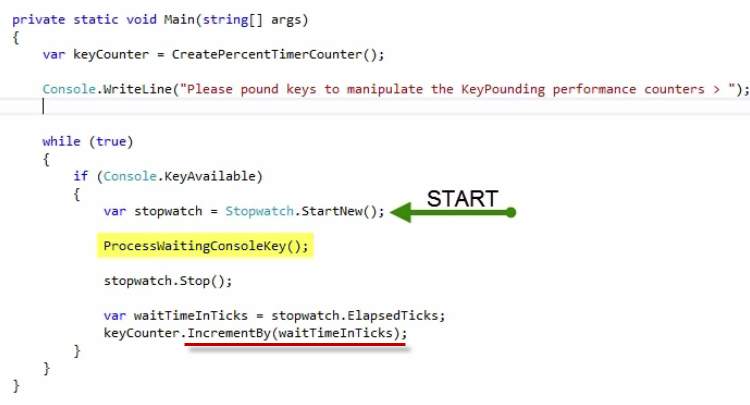 private static void Main(string[] args)
{
var keyCounter = CreatePercentTimerCounter();
Console.WriteLine("Please pound keys to manipulate the KeyPounding performance counters > ");
while (true)
{
if (Console.KeyAvailable)
{
var stopwatch = Stopwatch.StartNew(); START
ProcessWaitingConsoleKey();
stopwatch.Stop();
var waitTimeInTicks = stopwatch.ElapsedTicks;
keyCounter.IncrementBy(waitTimeInTicks);
}
}
}